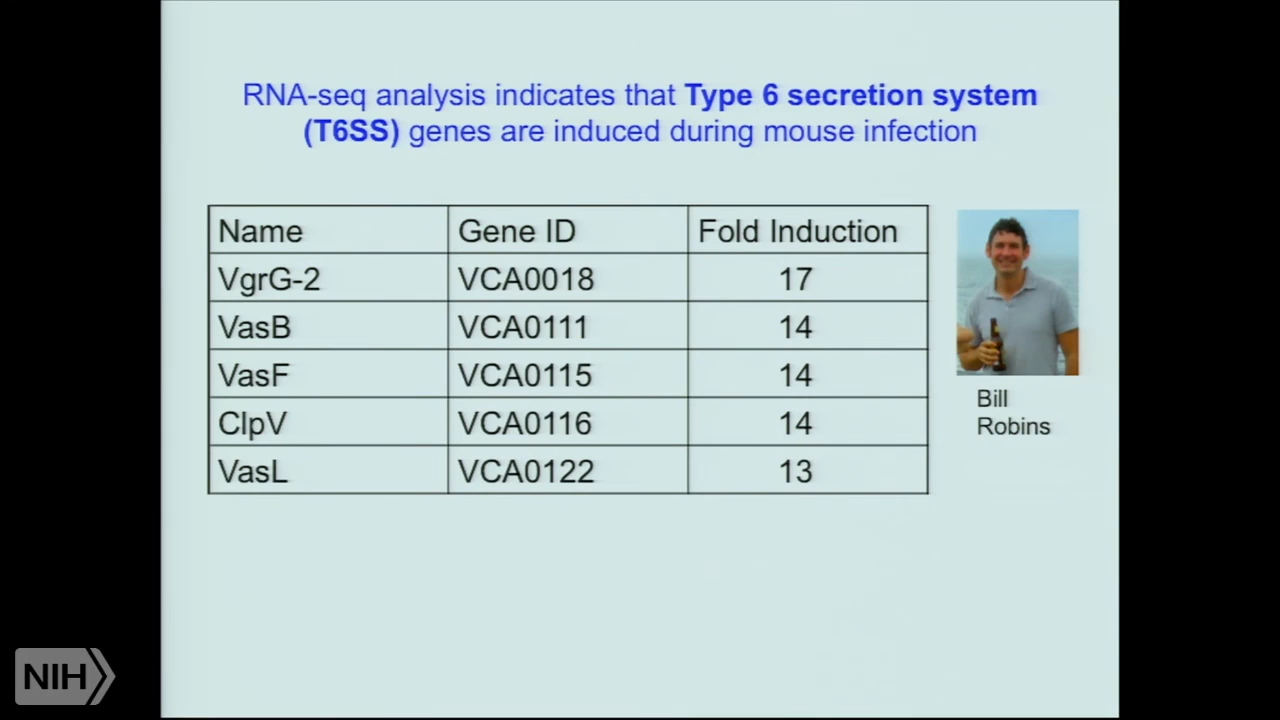 RNA-seq analysis indicates that Type 6 secretion system
(T6SS) genes are induced during mouse infection
Name Gene ID Fold Induction
VgrG-2 VCA0018 17
VasB VCA0111 14
VasF VCA0115 14
ClpV VCA0116 14
VasL VCA0122 13
Bill
Robins
NIH